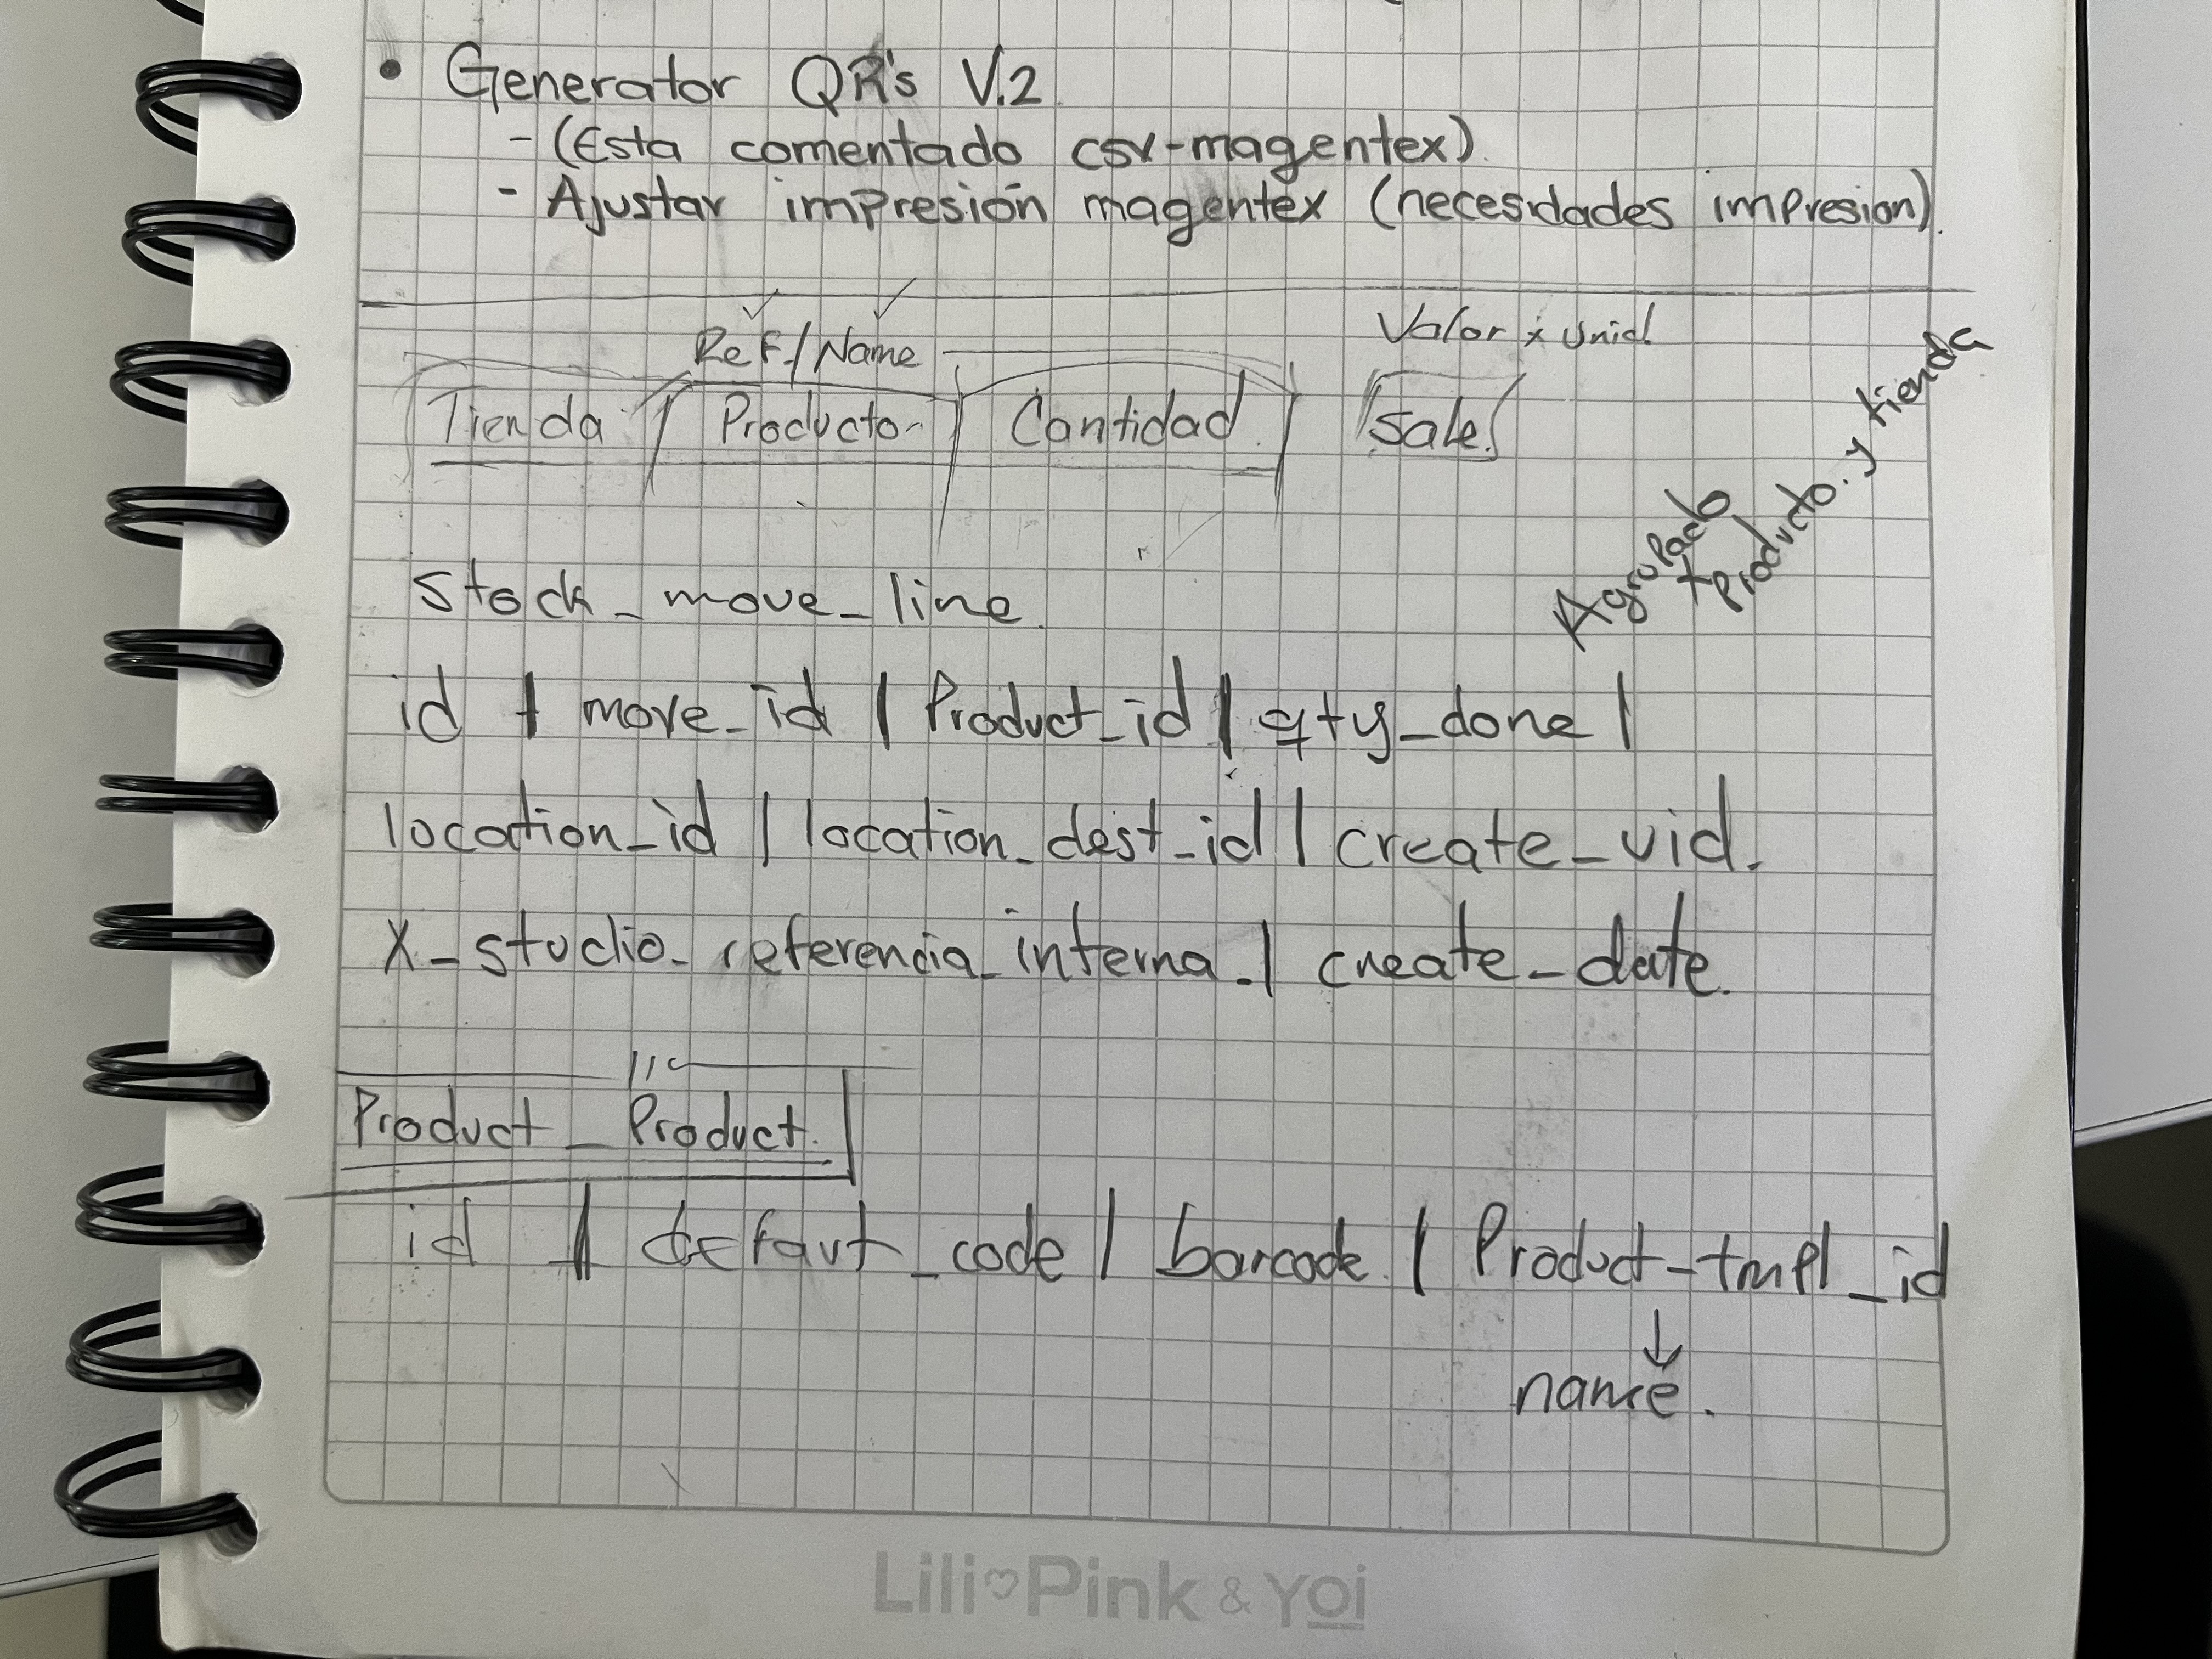 • Generator QR's V.2
- (Esta comentado csv-magentex).
- Ajustar impresión magentex (necesidades impresion).
Ref./Name
Valor x unid
Tienda / Producto / Cantidad / Sale
Agrupado
x Producto. y tienda
Stock_move_line.
id | move_id | Product_id | qty_done |
location_id | location_dest_id | create_uid.
X_studio_referencia_interna_| create_date.
Product_Product.
id | defaut_code | barcode | Product_tmpl_id
↓
name.
Lili♡Pink & Yoi